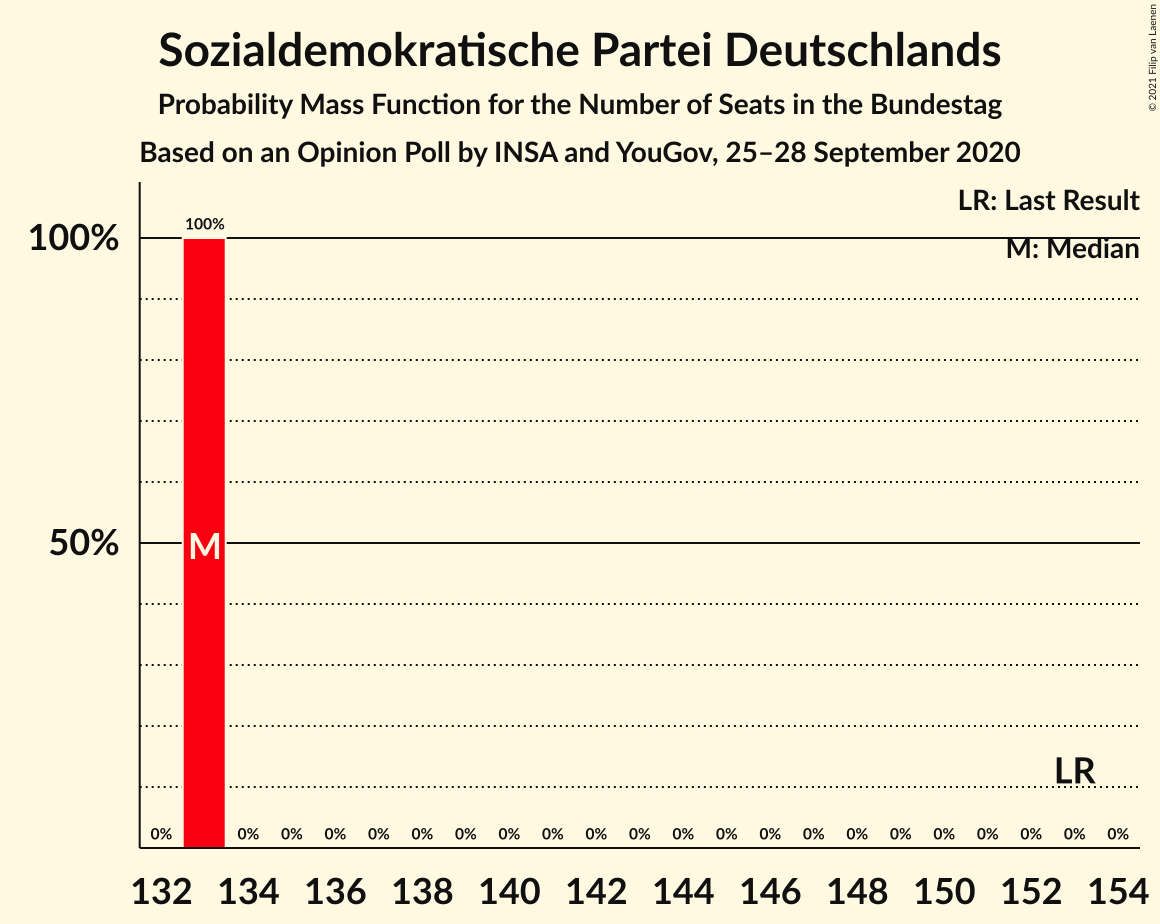 Sozialdemokratische Partei Deutschlands
Probability Mass Function for the Number of Seats in the Bundestag
Based on an Opinion Poll by INSA and YouGov, 25–28 September 2020
© 2021 Filip van Laenen
LR: Last Result
M: Median
100%
100%
50%
M
LR
0% 0% 0% 0% 0% 0% 0% 0% 0% 0% 0% 0% 0% 0% 0% 0% 0% 0% 0% 0% 0% 0%
132 134 136 138 140 142 144 146 148 150 152 154